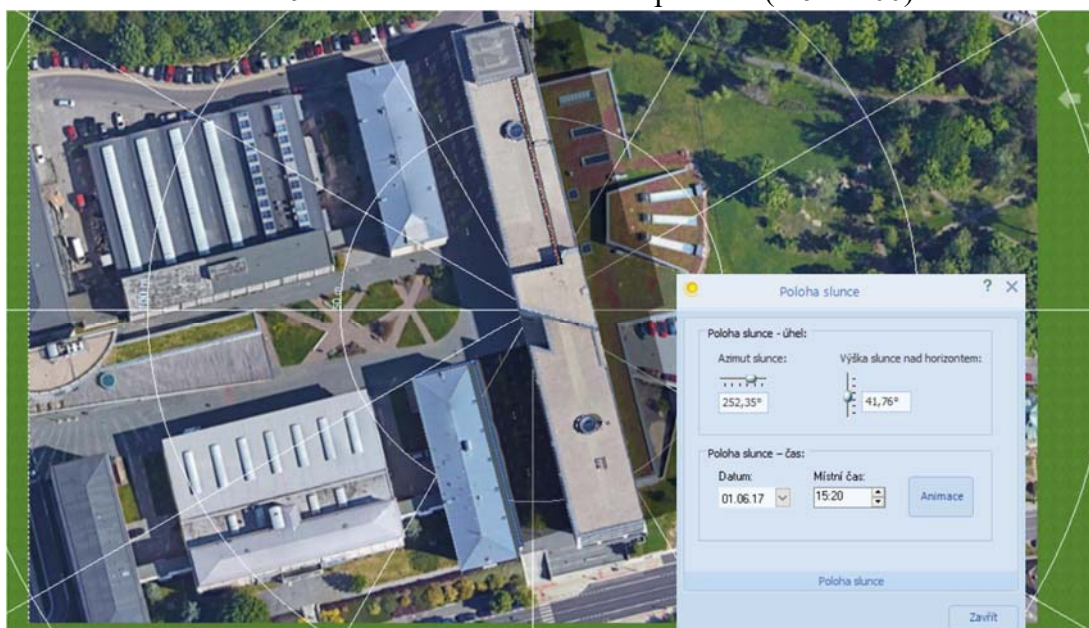 Poloha slunce
? ×
Poloha slunce - úhel:
Azimut slunce:
Výška slunce nad horizontem:
252,35°
41,76°
Poloha slunce – čas:
Datum:
Místní čas:
01.06.17
15:20
Animace
Poloha slunce
Zavřít